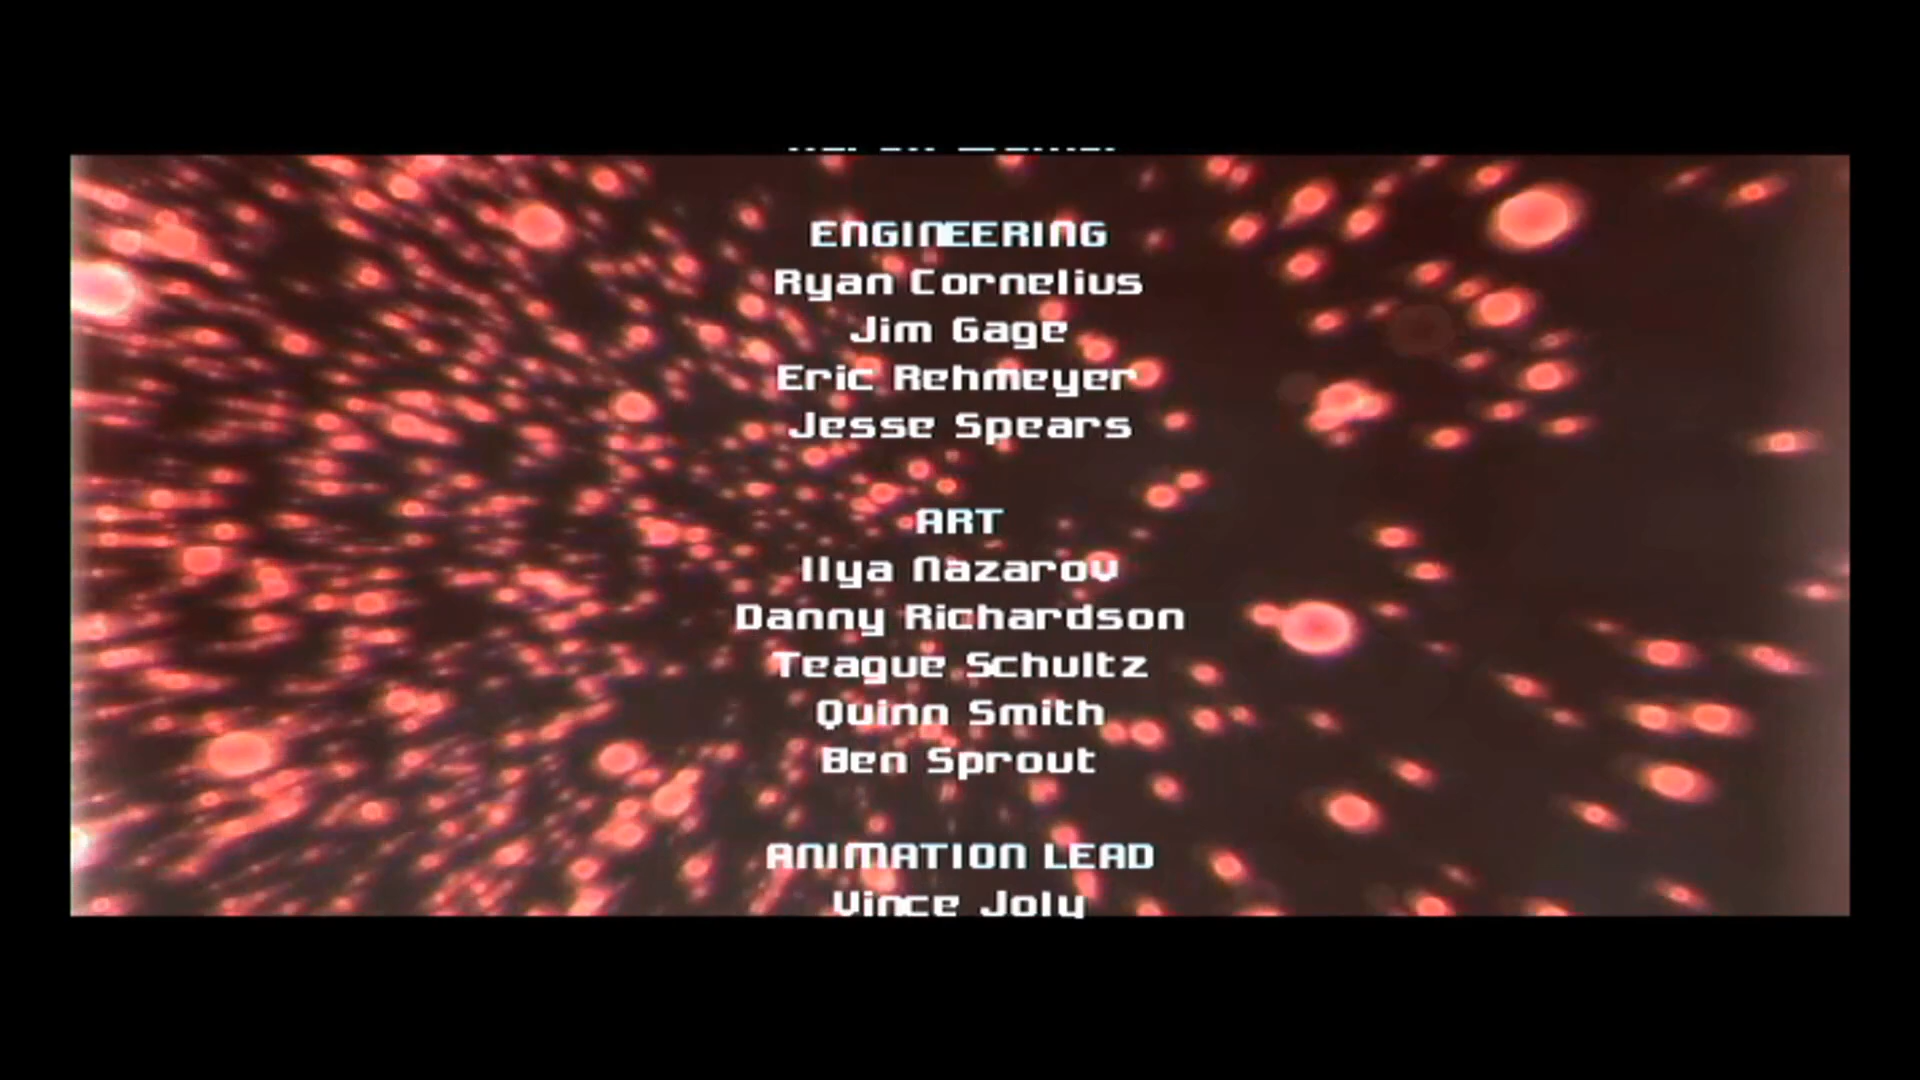 ENGINEERING
Ryan Cornelius
Jim Gage
Eric Rehmeyer
Jesse Spears
ART
Ilya Nazarov
Danny Richardson
Teague Schultz
Quinn Smith
Ben Sprout
ANIMATION LEAD
Vince Joly